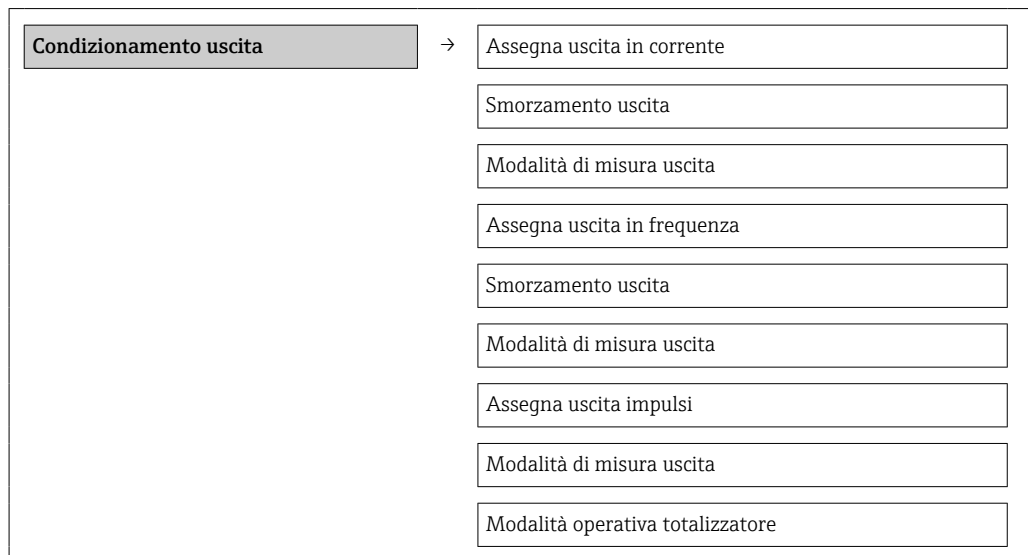 Condizionamento uscita → Assegna uscita in corrente
Smorzamento uscita
Modalità di misura uscita
Assegna uscita in frequenza
Smorzamento uscita
Modalità di misura uscita
Assegna uscita impulsi
Modalità di misura uscita
Modalità operativa totalizzatore